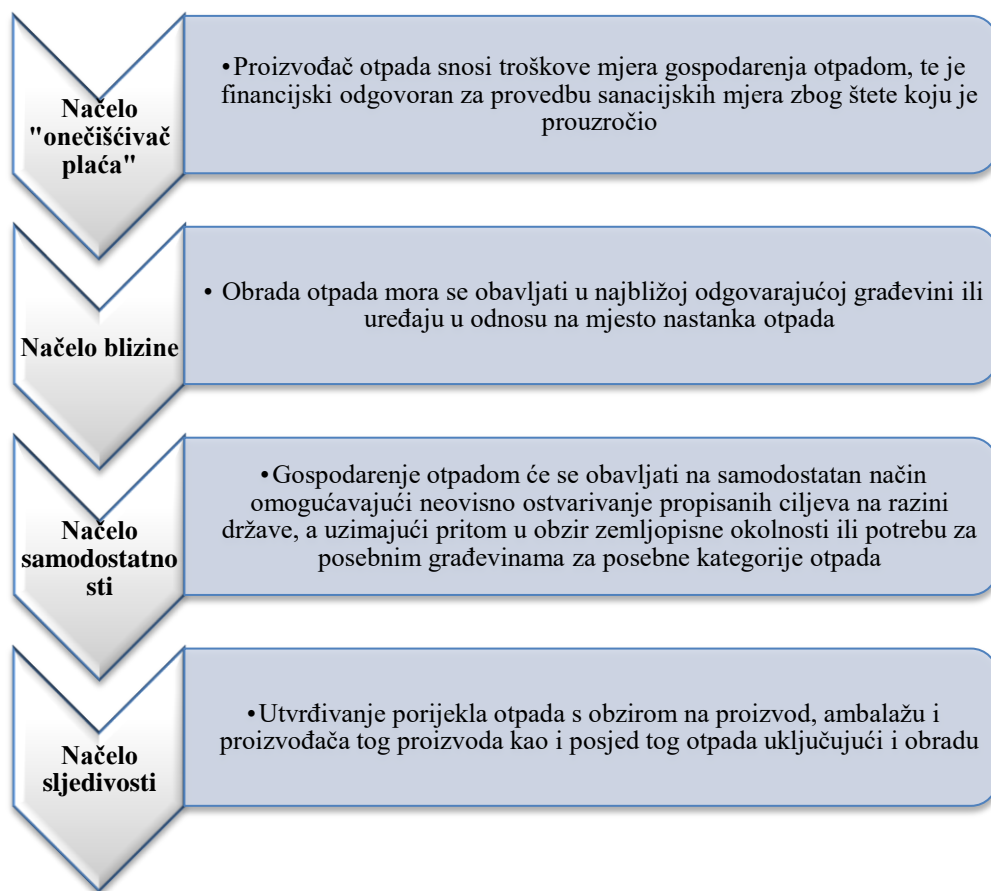 Načelo
"onečišćivač
plaća"
•Proizvođač otpada snosi troškove mjera gospodarenja otpadom, te je
financijski odgovoran za provedbu sanacijskih mjera zbog štete koju je
prouzročio
Načelo blizine
• Obrada otpada mora se obavljati u najbližoj odgovarajućoj građevini ili
uređaju u odnosu na mjesto nastanka otpada
Načelo
samodostatno
sti
•Gospodarenje otpadom će se obavljati na samodostatan način
omogućavajući neovisno ostvarivanje propisanih ciljeva na razini
države, a uzimajući pritom u obzir zemljopisne okolnosti ili potrebu za
posebnim građevinama za posebne kategorije otpada
Načelo
sljedivosti
•Utvrđivanje porijekla otpada s obzirom na proizvod, ambalažu i
proizvođača tog proizvoda kao i posjed tog otpada uključujući i obradu